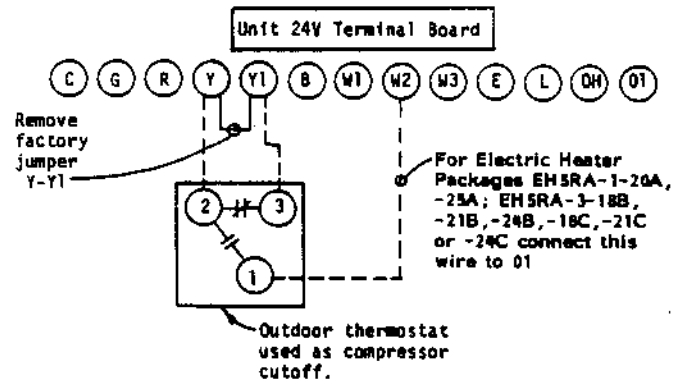 Unit 24V Terminal Board
C G R Y Y1 B W1 W2 W3 E L OH O1
Remove
factory
jumper
Y-Y1
For Electric Heater
Packages EH5RA-1-20A,
-25A; EH5RA-3-18B,
-21B, -24B, -18C, -21C
or -24C connect this
wire to 01
2 3
1
Outdoor thermostat
used as compressor
cutoff.